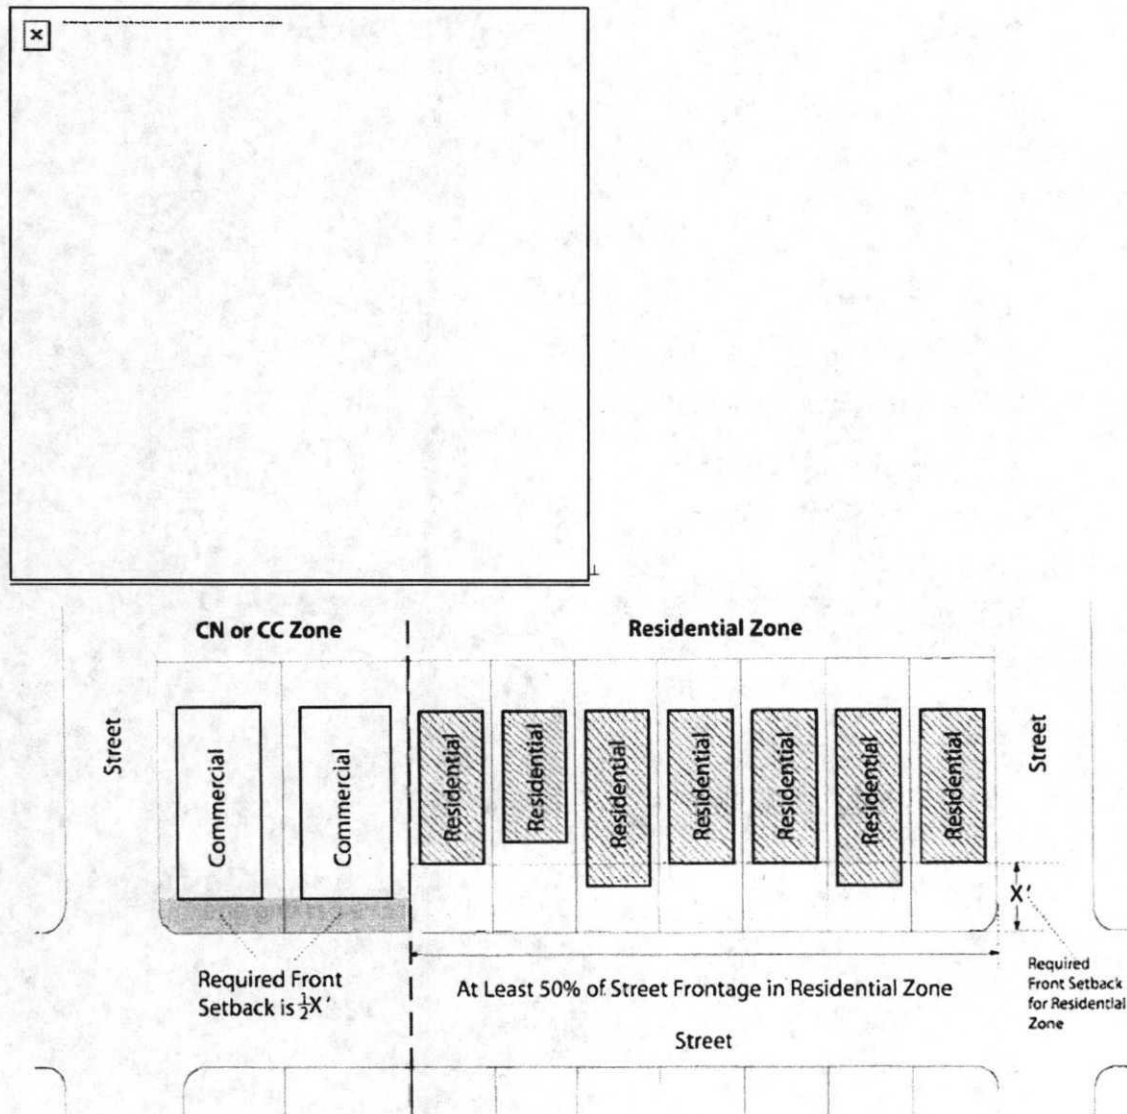 CN or CC Zone
Residential Zone
Street
Commercial
Commercial
Residential
Residential
Residential
Residential
Residential
Residential
Residential
Street
X'
Required Front
Setback is ½X'
At Least 50% of Street Frontage in Residential Zone
Required
Front Setback
for Residential
Zone
Street